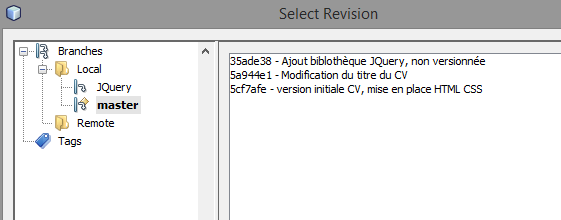 Select Revision
Branches
Local
JQuery
master
Remote
Tags
35ade38 - Ajout biblothèque JQuery, non versionnée
5a944e1 - Modification du titre du CV
5cf7afe - version initiale CV, mise en place HTML CSS